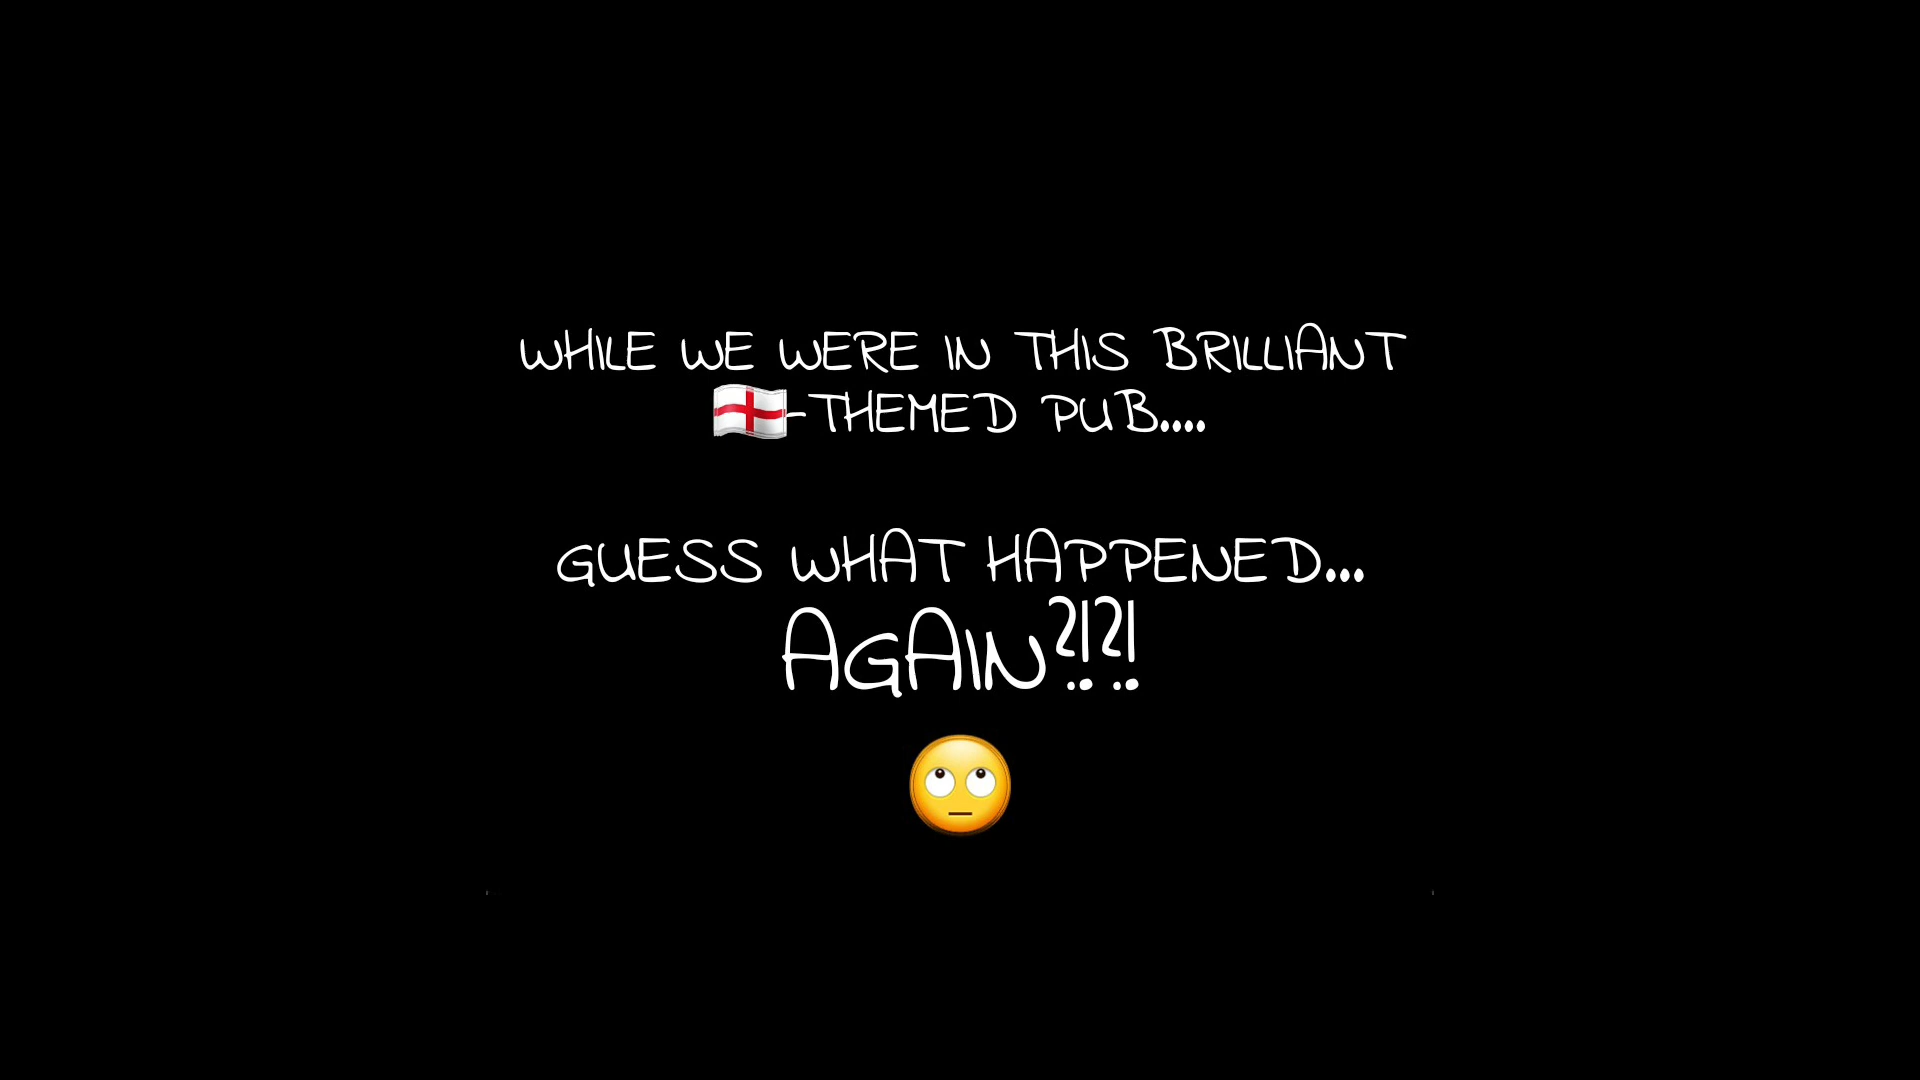 WHILE WE WERE IN THIS BRILLIANT
🏴󠁧󠁢󠁥󠁮󠁧󠁿-THEMED PUB....
GUESS WHAT HAPPENED...
AGAIN?!?!
🙄